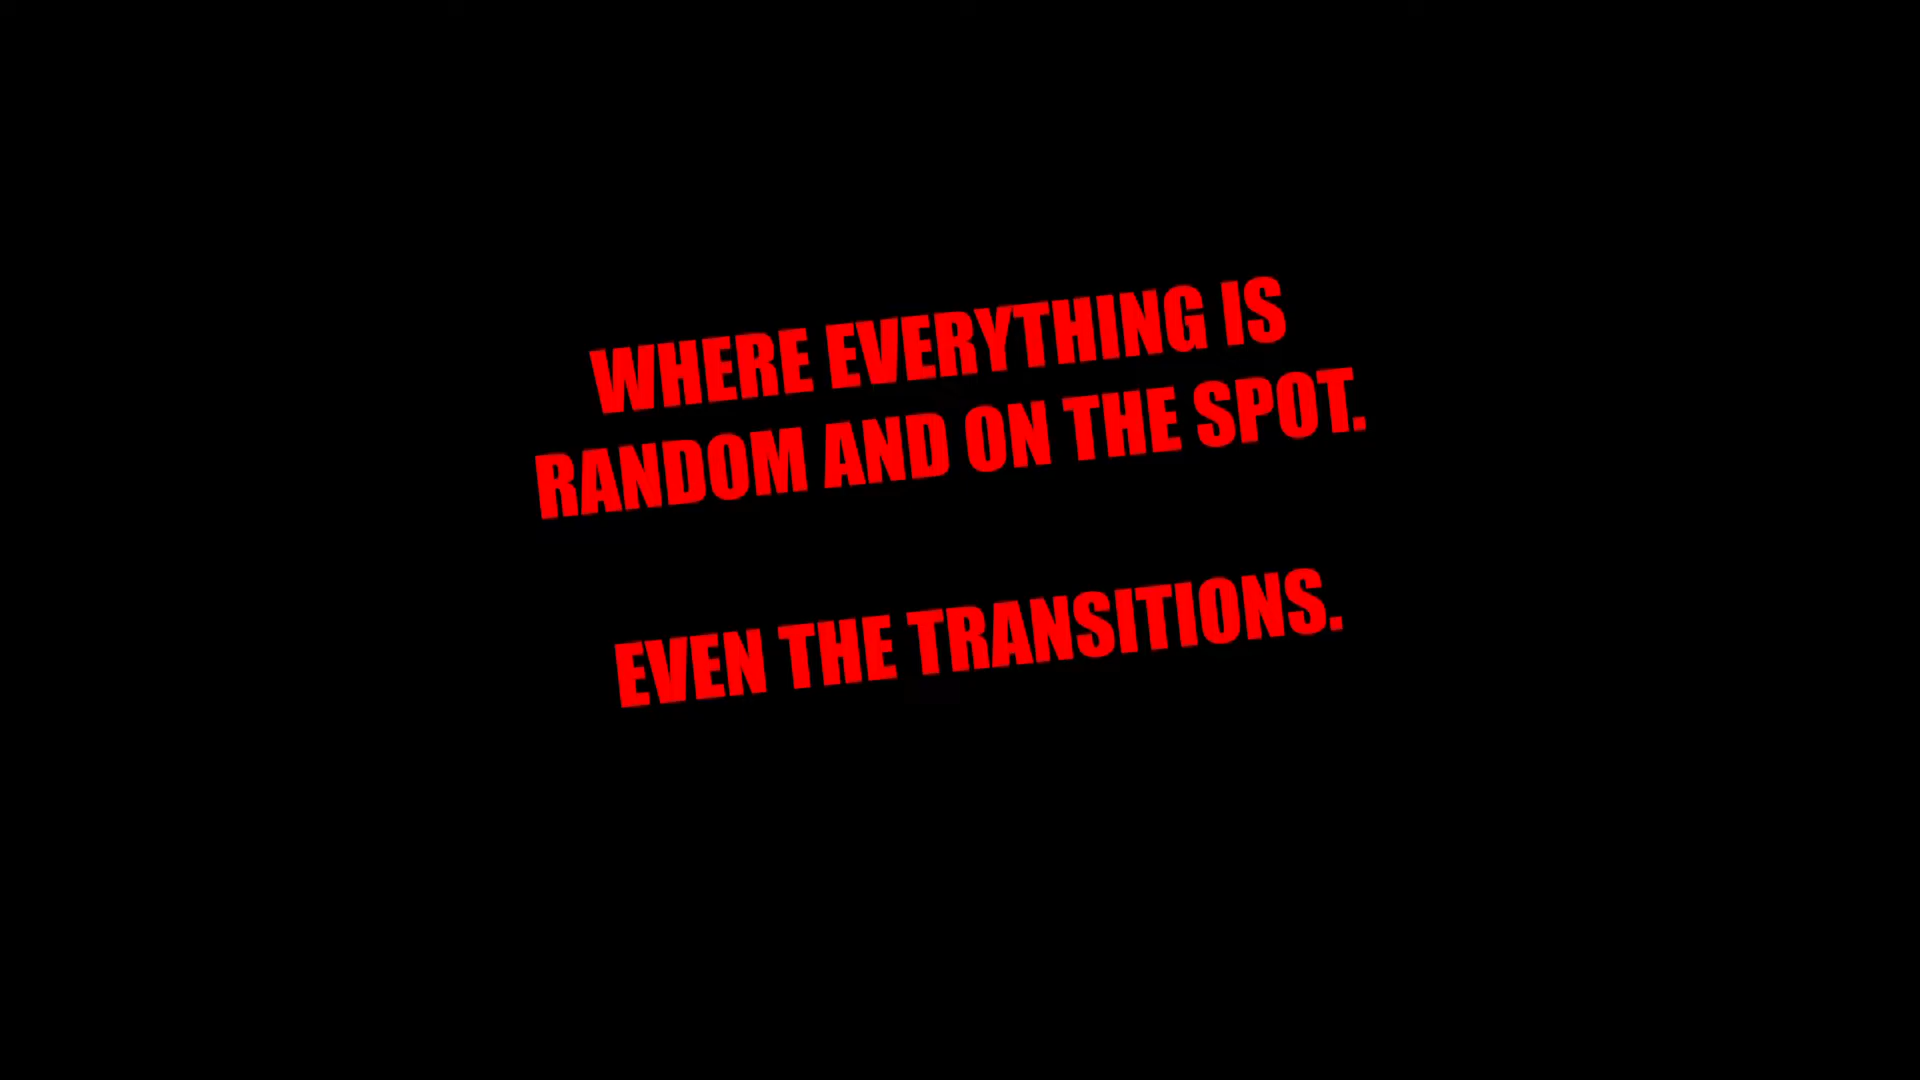 WHERE EVERYTHING IS
RANDOM AND ON THE SPOT.
EVEN THE TRANSITIONS.